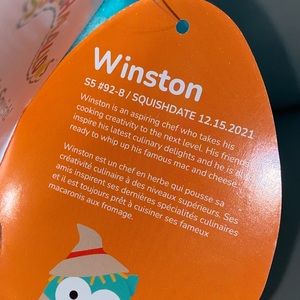 Winston
S5 #92-8 / SQUISHDATE 12.15.2021
Winston is an aspiring chef who takes his
cooking creativity to the next level. His friends
inspire his latest culinary delights and he is all
ready to whip up his famous mac and cheese
Winston est un chef en herbe qui pousse sa
créativité culinaire à des niveaux supérieurs. Ses
amis inspirent ses dernières spécialités culinaires
et il est toujours prêt à cuisiner ses fameux
macaronis aux fromage.